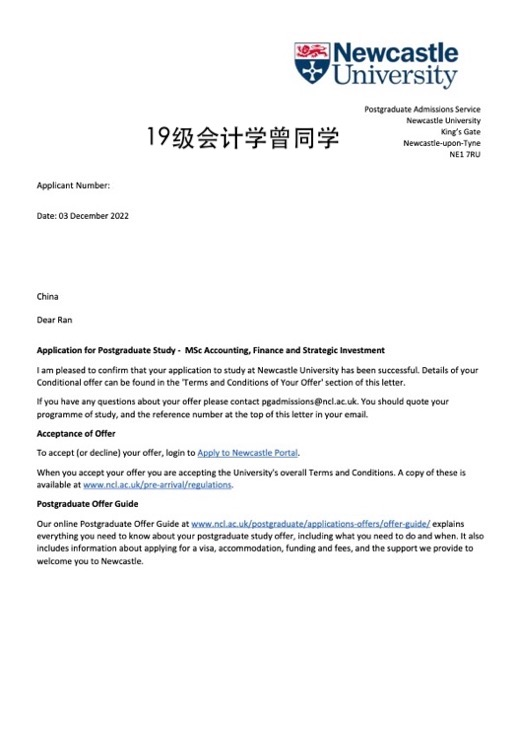 Newcastle
University
Postgraduate Admissions Service
Newcastle University
King's Gate
Newcastle-upon-Tyne
NE1 7RU
19级会计学曾同学
Applicant Number:
Date: 03 December 2022
China
Dear Ran
Application for Postgraduate Study - MSc Accounting, Finance and Strategic Investment
I am pleased to confirm that your application to study at Newcastle University has been successful. Details of your
Conditional offer can be found in the 'Terms and Conditions of Your Offer' section of this letter.
If you have any questions about your offer please contact pgadmissions@ncl.ac.uk. You should quote your
programme of study, and the reference number at the top of this letter in your email.
Acceptance of Offer
To accept (or decline) your offer, login to Apply to Newcastle Portal.
When you accept your offer you are accepting the University's overall Terms and Conditions. A copy of these is
available at www.ncl.ac.uk/pre-arrival/regulations.
Postgraduate Offer Guide
Our online Postgraduate Offer Guide at www.ncl.ac.uk/postgraduate/applications-offers/offer-guide/ explains
everything you need to know about your postgraduate study offer, including what you need to do and when. It also
includes information about applying for a visa, accommodation, funding and fees, and the support we provide to
welcome you to Newcastle.